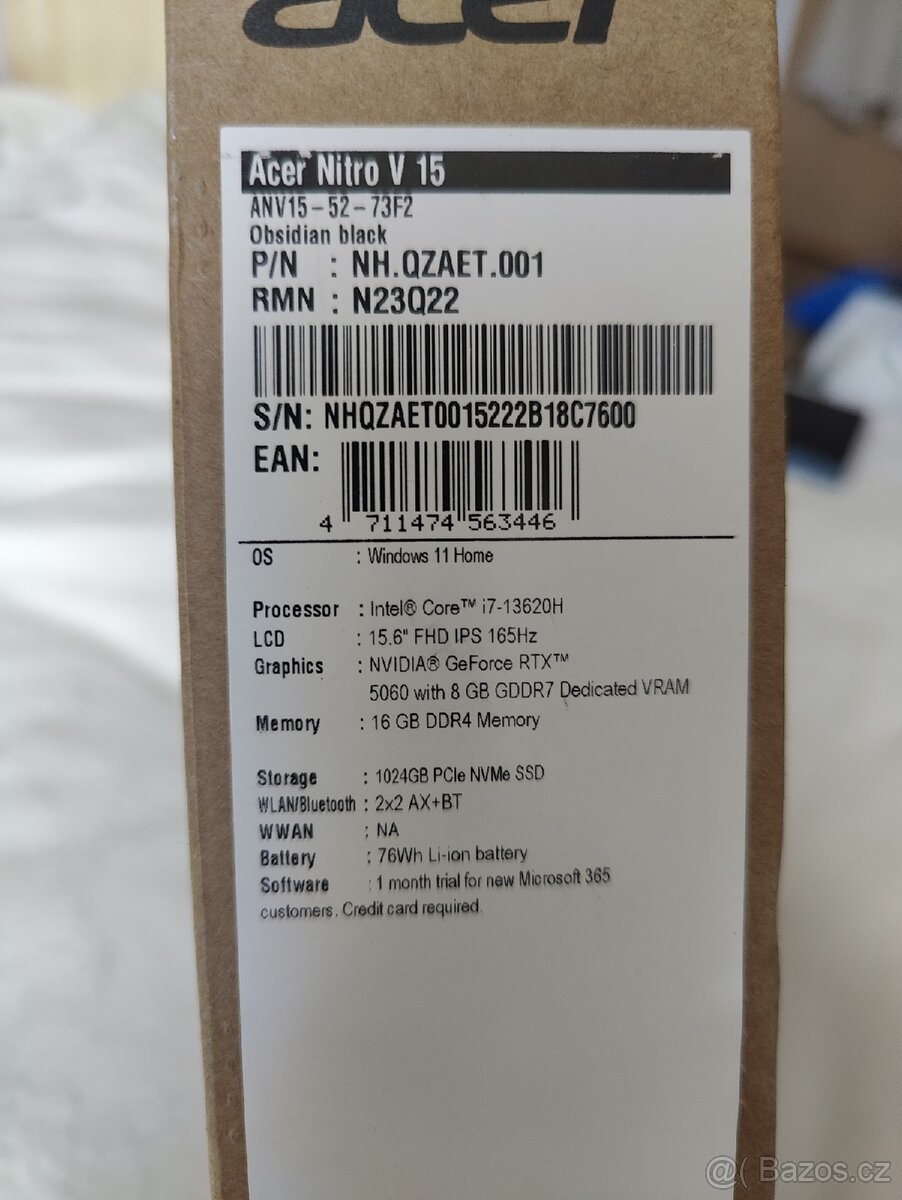 acer
Acer Nitro V 15
ANV15-52-73F2
Obsidian black
P/N : NH.QZAET.001
RMN : N23Q22
S/N: NHQZAET0015222B18C7600
EAN:
4 711474 563446
OS : Windows 11 Home
Processor : Intel® Core™ i7-13620H
LCD : 15.6" FHD IPS 165Hz
Graphics : NVIDIA® GeForce RTX™
5060 with 8 GB GDDR7 Dedicated VRAM
Memory : 16 GB DDR4 Memory
Storage : 1024GB PCIe NVMe SSD
WLAN/Bluetooth : 2x2 AX+BT
WWAN : NA
Battery : 76Wh Li-ion battery
Software : 1 month trial for new Microsoft 365
customers. Credit card required.
Bazos.cz